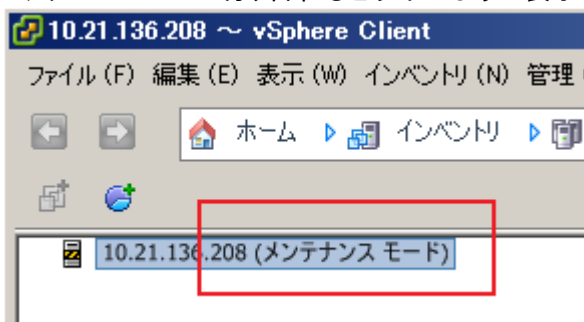 10.21.136.208 ～ vSphere Client
ファイル(F) 編集(E) 表示(W) インベントリ(N) 管理
ホーム インベントリ
10.21.136.208 (メンテナンス モード)